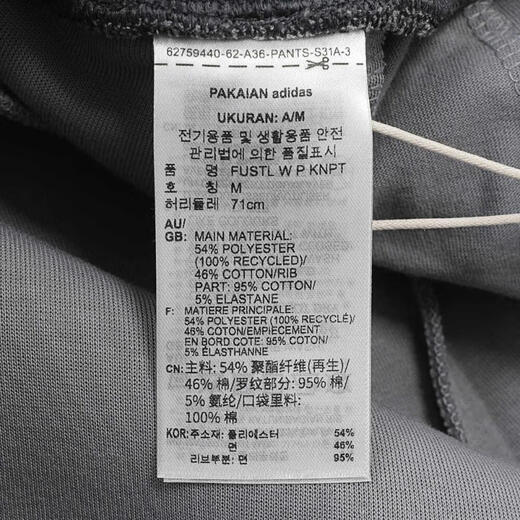 62759440-62-A36-PANTS-S31A-3
PAKAIAN adidas
UKURAN: A/M
전기용품 및 생활용품 안전
관리법에 의한 품질표시
품 명 FUSTL W P KNPT
호 칭 M
허리둘레 71cm
AU/
GB: MAIN MATERIAL:
54% POLYESTER
(100% RECYCLED)/
46% COTTON/RIB
PART: 95% COTTON/
5% ELASTANE
F: MATIERE PRINCIPALE:
54% POLYESTER (100% RECYCLÉ)/
46% COTON/EMPIECEMENT
EN BORD COTE: 95% COTON/
5% ÉLASTHANNE
CN: 主料: 54% 聚酯纤维(再生)/
46% 棉/罗纹部分: 95% 棉/
5% 氨纶/口袋里料:
100% 棉
KOR: 주소재: 폴리에스터 54%
면 46%
리브부분: 면 95%